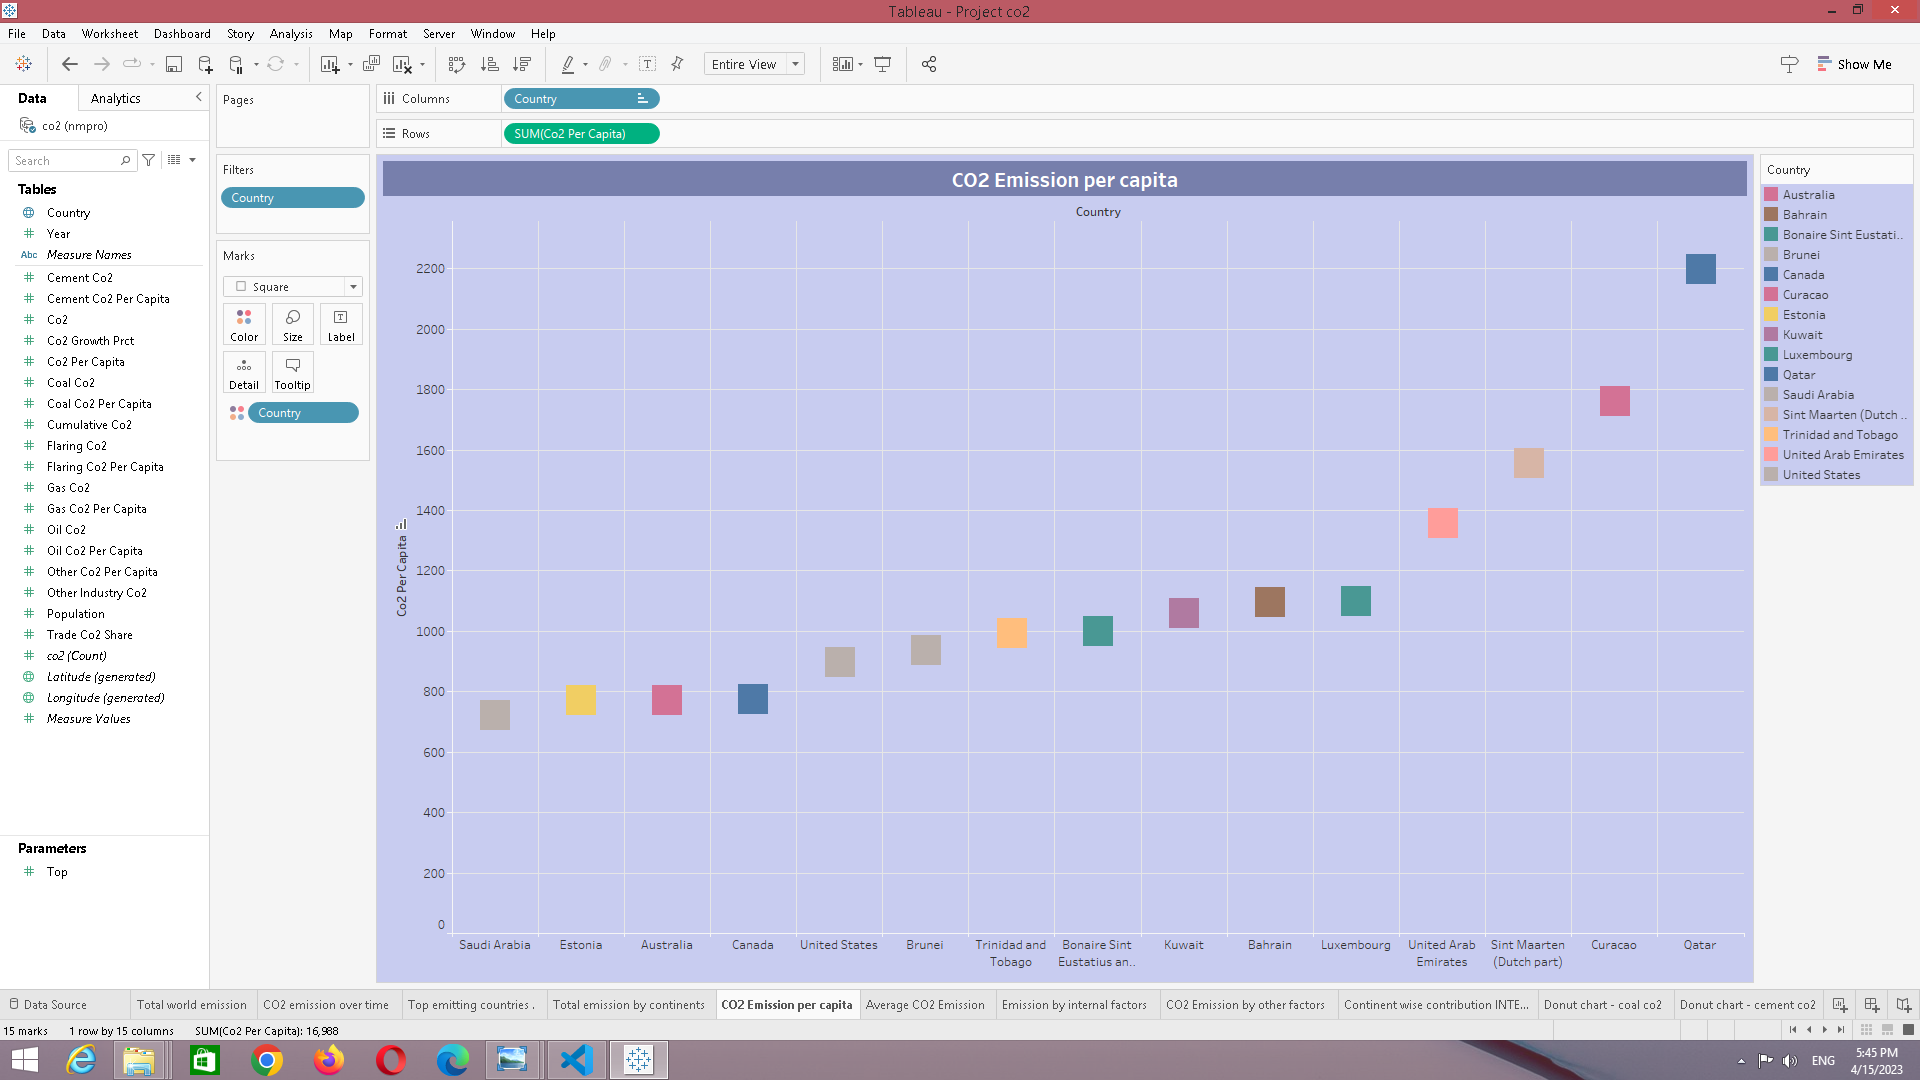 Tableau - Project co2
File Data Worksheet Dashboard Story Analysis Map Format Server Window Help
Entire View
Show Me
Data Analytics
co2 (nmpro)
Search
Tables
Country
Year
Abc Measure Names
Cement Co2
Cement Co2 Per Capita
Co2
Co2 Growth Prct
Co2 Per Capita
Coal Co2
Coal Co2 Per Capita
Cumulative Co2
Flaring Co2
Flaring Co2 Per Capita
Gas Co2
Gas Co2 Per Capita
Oil Co2
Oil Co2 Per Capita
Other Co2 Per Capita
Other Industry Co2
Population
Trade Co2 Share
co2 (Count)
Latitude (generated)
Longitude (generated)
Measure Values
Parameters
Top
Pages
Filters
Country
Marks
Square
Color Size Label
Detail Tooltip
Country
Columns Country
Rows SUM(Co2 Per Capita)
CO2 Emission per capita
Country
Co2 Per Capita
2200
2000
1800
1600
1400
1200
1000
800
600
400
200
0
Saudi Arabia Estonia Australia Canada United States Brunei Trinidad and Bonaire Sint Kuwait Bahrain Luxembourg United Arab Sint Maarten Curacao Qatar
Tobago Eustatius an.. Emirates (Dutch part)
Country
Australia
Bahrain
Bonaire Sint Eustati..
Brunei
Canada
Curacao
Estonia
Kuwait
Luxembourg
Qatar
Saudi Arabia
Sint Maarten (Dutch ..
Trinidad and Tobago
United Arab Emirates
United States
Data Source Total world emission CO2 emission over time Top emitting countries . Total emission by continents CO2 Emission per capita Average CO2 Emission Emission by internal factors CO2 Emission by other factors Continent wise contribution INTE... Donut chart - coal co2 Donut chart - cement co2
15 marks 1 row by 15 columns SUM(Co2 Per Capita): 16,988
ENG
5:45 PM
4/15/2023